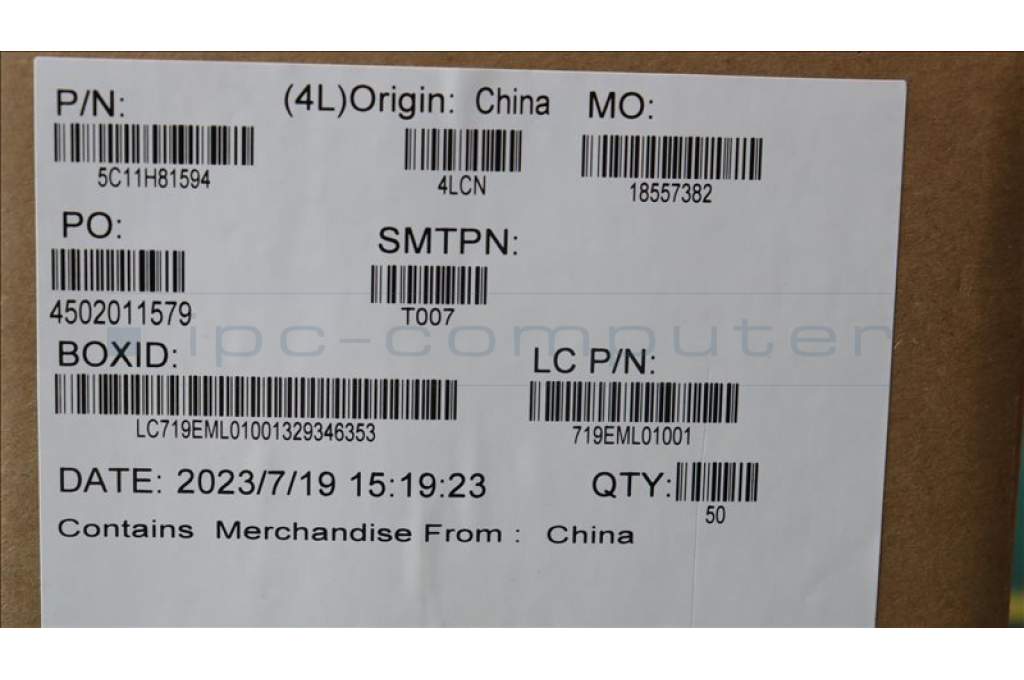 P/N: (4L)Origin: China MO:
5C11H81594 4LCN 18557382
PO: SMTPN:
4502011579 T007
ipc-computer
BOXID: LC P/N:
LC719EML01001329346353 719EML01001
DATE: 2023/7/19 15:19:23 QTY:
50
Contains Merchandise From : China